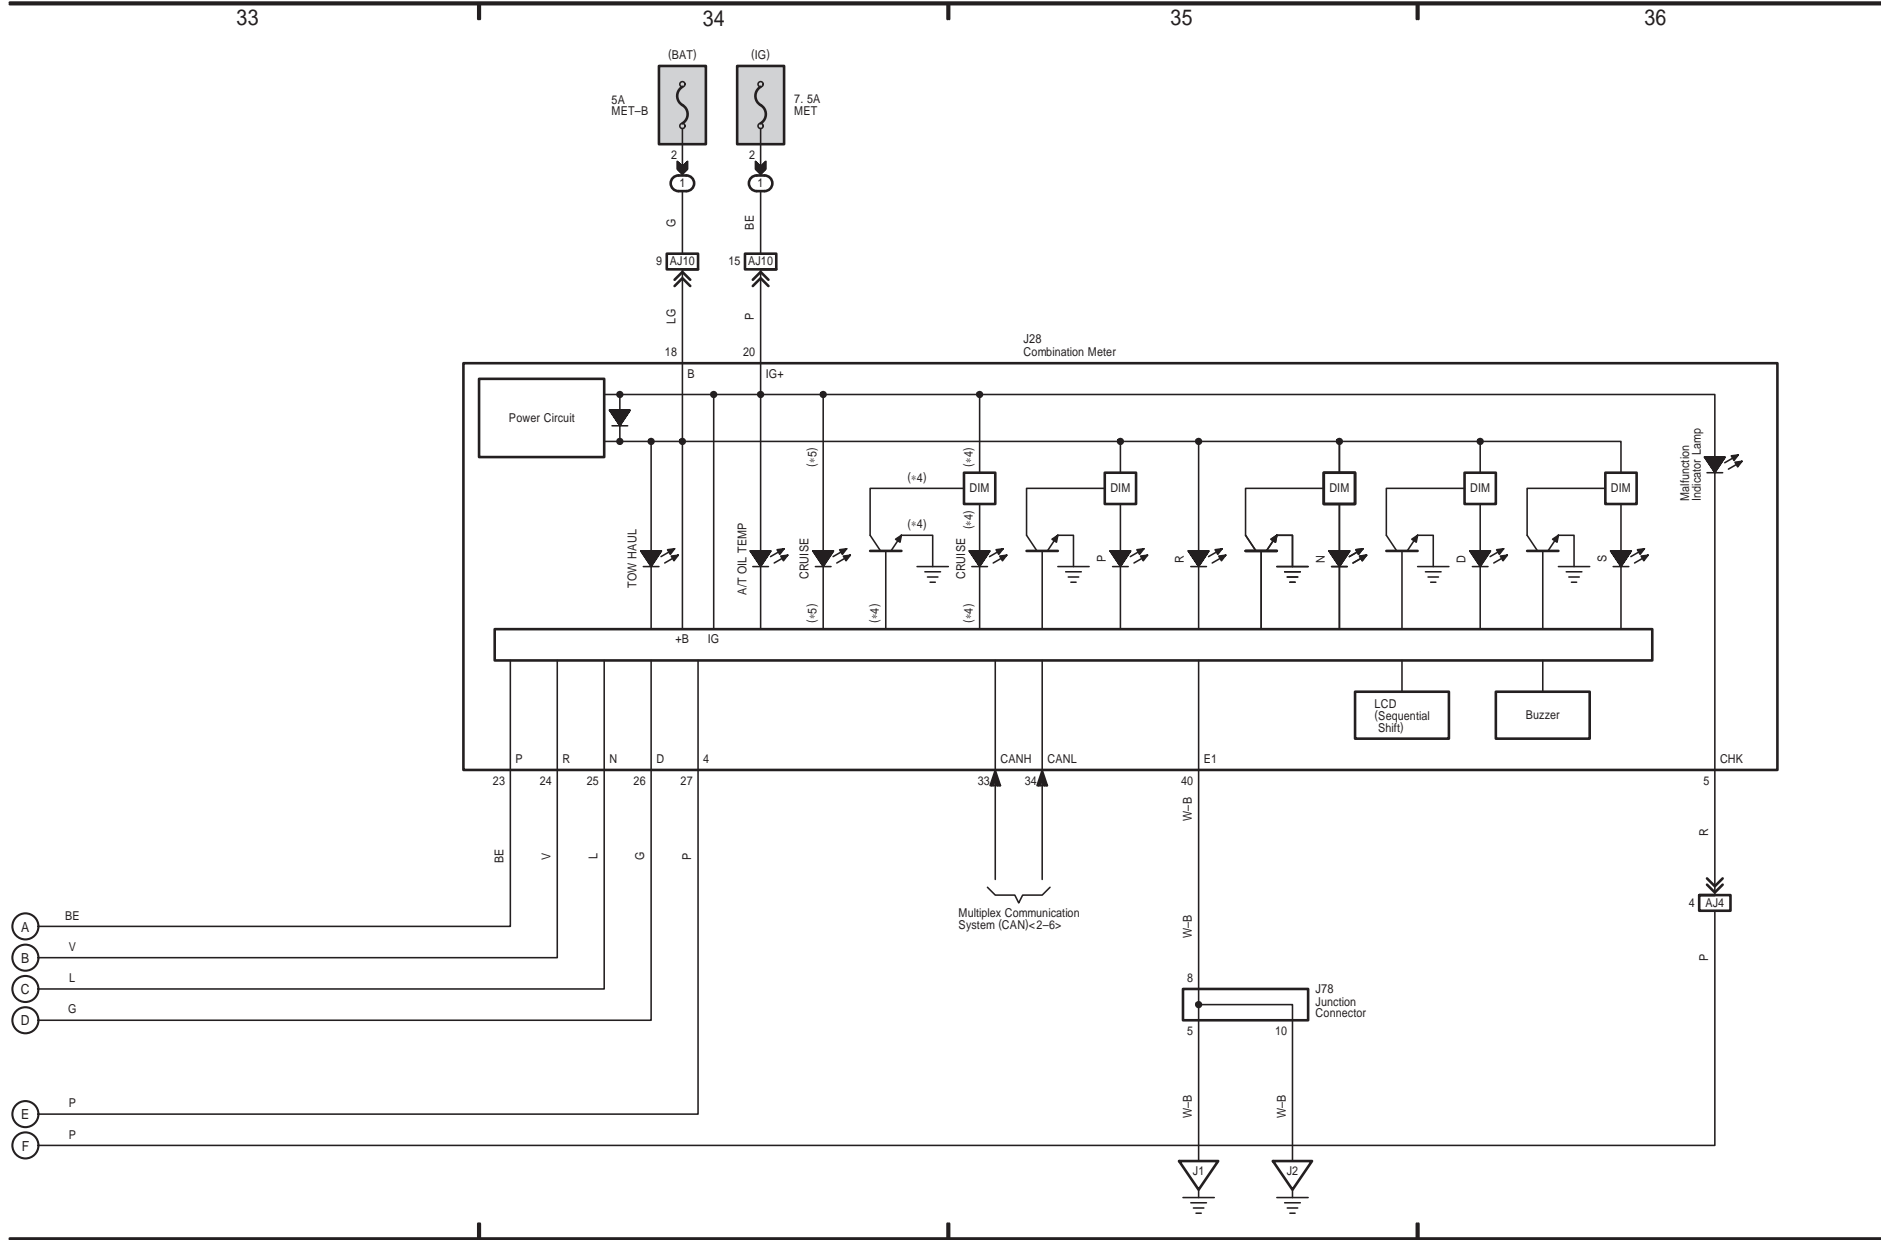 33
34
35
36
(BAT)
(IG)
5A
MET–B
7. 5A
MET
2
2
1
1
G
BE
9
AJ10
15
AJ10
LG
P
J28
Combination Meter
18
20
B
IG+
Power Circuit
(∗5)
(∗4)
(∗4)
DIM
DIM
DIM
DIM
DIM
Malfunction
Indicator Lamp
(∗4)
(∗4)
TOW HAUL
A/T OIL TEMP
CRUISE
CRUISE
P
R
N
D
S
(∗5)
(∗4)
(∗4)
+B
IG
LCD
(Sequential
Shift)
Buzzer
P
R
N
D
4
CANH
CANL
E1
CHK
23
24
25
26
27
33
34
40
5
W–B
R
BE
V
L
G
P
4
AJ4
Multiplex Communication
System (CAN)<2–6>
A
BE
W–B
B
V
P
C
L
8
J78
Junction
Connector
D
G
5
10
E
P
W–B
W–B
F
P
J1
J2